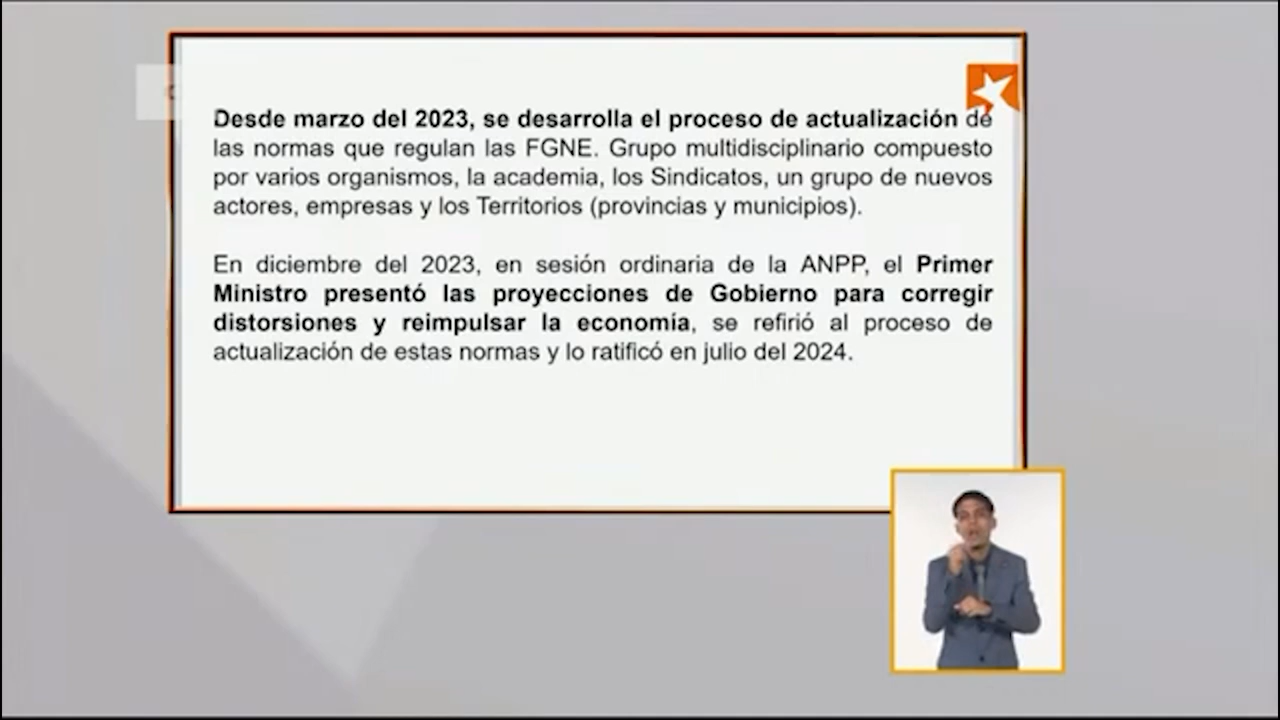 Desde marzo del 2023, se desarrolla el proceso de actualización de
las normas que regulan las FGNE. Grupo multidisciplinario compuesto
por varios organismos, la academia, los Sindicatos, un grupo de nuevos
actores, empresas y los Territorios (provincias y municipios).
En diciembre del 2023, en sesión ordinaria de la ANPP, el Primer
Ministro presentó las proyecciones de Gobierno para corregir
distorsiones y reimpulsar la economía, se refirió al proceso de
actualización de estas normas y lo ratificó en julio del 2024.